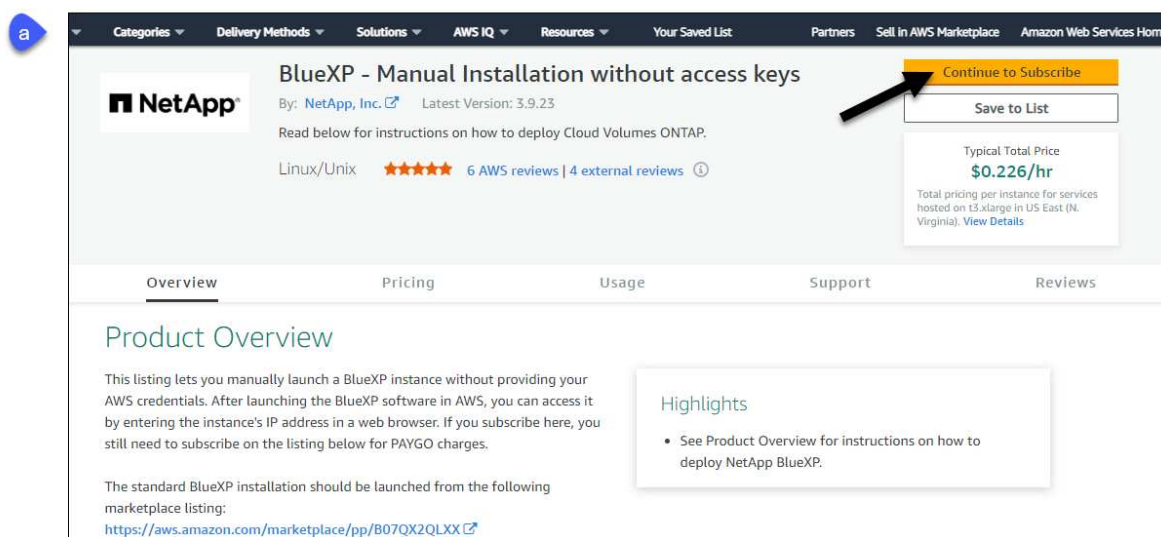 a
Categories Delivery Methods Solutions AWS IQ Resources Your Saved List Partners Sell in AWS Marketplace Amazon Web Services Hom
NetApp
BlueXP - Manual Installation without access keys
By: NetApp, Inc. Latest Version: 3.9.23
Read below for instructions on how to deploy Cloud Volumes ONTAP.
Linux/Unix 6 AWS reviews | 4 external reviews
Continue to Subscribe
Save to List
Typical Total Price
$0.226/hr
Total pricing per instance for services
hosted on t3.xlarge in US East (N.
Virginia). View Details
Overview Pricing Usage Support Reviews
Product Overview
This listing lets you manually launch a BlueXP instance without providing your
AWS credentials. After launching the BlueXP software in AWS, you can access it
by entering the instance's IP address in a web browser. If you subscribe here, you
still need to subscribe on the listing below for PAYGO charges.
The standard BlueXP installation should be launched from the following
marketplace listing:
https://aws.amazon.com/marketplace/pp/B07QX2QLXX
Highlights
• See Product Overview for instructions on how to
deploy NetApp BlueXP.